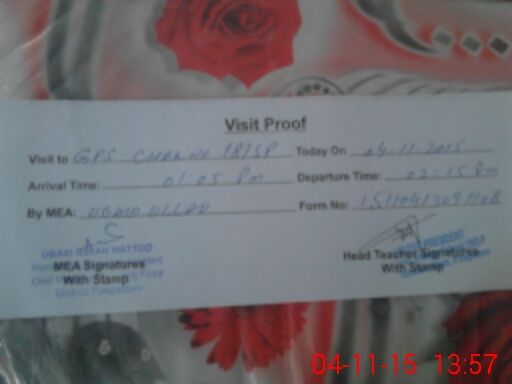 Visit Proof
Visit to GPS CHAK NO 181SP Today On 04-11-2015
Arrival Time: 01:05 Pm Departure Time: 02:15 Pm
By MEA: UBAID ULLAH Form No:
MEA Signatures Head Teacher Signatures
With Stamp With Stamp
04-11-15 13:57